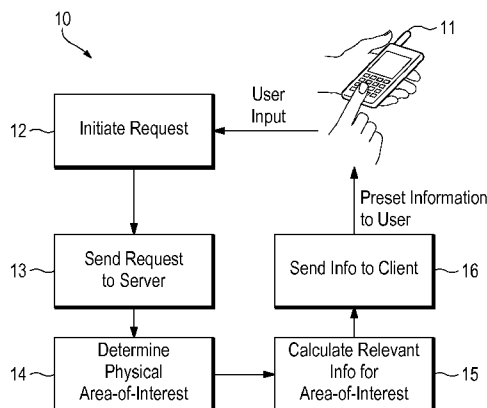 10
11
User
Input
12
Initiate Request
Preset Information
to User
13
Send Request
to Server
Send Info to Client
16
14
Determine
Physical
Area-of-Interest
Calculate Relevant
Info for
Area-of-Interest
15